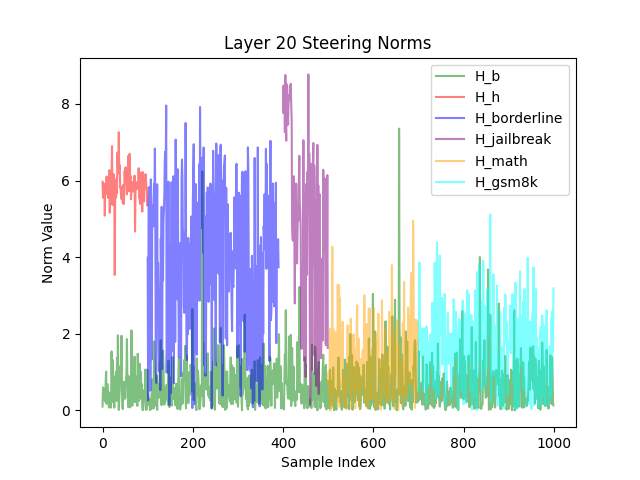 Layer 20 Steering Norms
H_b
H_h
H_borderline
H_jailbreak
H_math
H_gsm8k
Norm Value
8
6
4
2
0
0 200 400 600 800 1000
Sample Index